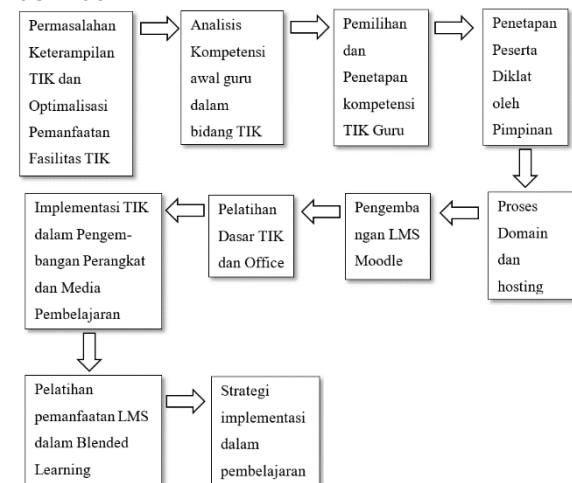 Permasalahan
Keterampilan
TIK dan
Optimalisasi
Pemanfaatan
Fasilitas TIK
Analisis
Kompetensi
awal guru
dalam
bidang TIK
Pemilihan
dan
Penetapan
kompetensi
TIK Guru
Penetapan
Peserta
Diklat
oleh
Pimpinan
Proses
Domain
dan
hosting
Pengemba
ngan LMS
Moodle
Pelatihan
Dasar TIK
dan Office
Implementasi TIK
dalam Pengem-
bangan Perangkat
dan Media
Pembelajaran
Pelatihan
pemanfaatan LMS
dalam Blended
Learning
Strategi
implementasi
dalam
pembelajaran